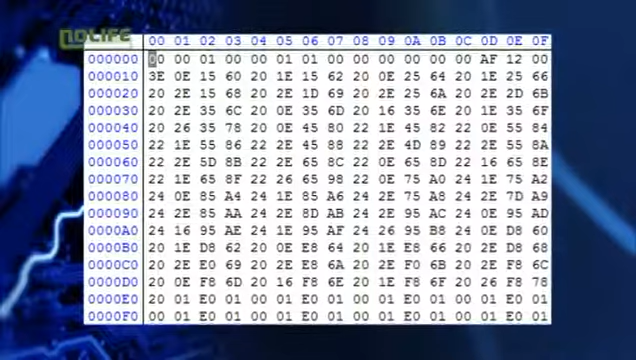 NOLIFE
00 01 02 03 04 05 06 07 08 09 0A 0B 0C 0D 0E 0F
000000 00 00 01 00 00 01 01 00 00 00 00 00 00 AF 12 00
000010 3E 0E 15 60 20 1E 15 62 20 0E 25 64 20 1E 25 66
000020 20 2E 15 68 20 2E 1D 69 20 2E 25 6A 20 2E 2D 6B
000030 20 2E 35 6C 20 0E 35 6D 20 16 35 6E 20 1E 35 6F
000040 20 26 35 78 20 0E 45 80 22 1E 45 82 22 0E 55 84
000050 22 1E 55 86 22 2E 45 88 22 2E 4D 89 22 2E 55 8A
000060 22 2E 5D 8B 22 2E 65 8C 22 0E 65 8D 22 16 65 8E
000070 22 1E 65 8F 22 26 65 98 22 0E 75 A0 24 1E 75 A2
000080 24 0E 85 A4 24 1E 85 A6 24 2E 75 A8 24 2E 7D A9
000090 24 2E 85 AA 24 2E 8D AB 24 2E 95 AC 24 0E 95 AD
0000A0 24 16 95 AE 24 1E 95 AF 24 26 95 B8 24 0E D8 60
0000B0 20 1E D8 62 20 0E E8 64 20 1E E8 66 20 2E D8 68
0000C0 20 2E E0 69 20 2E E8 6A 20 2E F0 6B 20 2E F8 6C
0000D0 20 0E F8 6D 20 16 F8 6E 20 1E F8 6F 20 26 F8 78
0000E0 20 01 E0 01 00 01 E0 01 00 01 E0 01 00 01 E0 01
0000F0 00 01 E0 01 00 01 E0 01 00 01 E0 01 00 01 E0 01